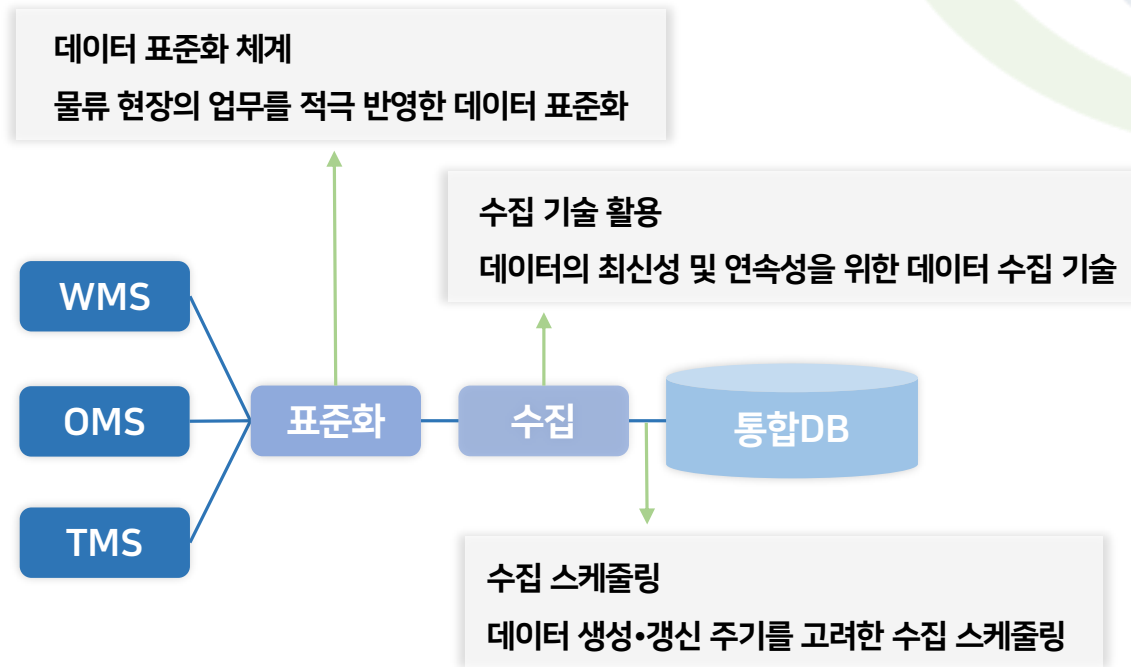 데이터 표준화 체계
물류 현장의 업무를 적극 반영한 데이터 표준화
수집 기술 활용
데이터의 최신성 및 연속성을 위한 데이터 수집 기술
WMS
OMS
TMS
표준화
수집
통합DB
수집 스케줄링
데이터 생성•갱신 주기를 고려한 수집 스케줄링